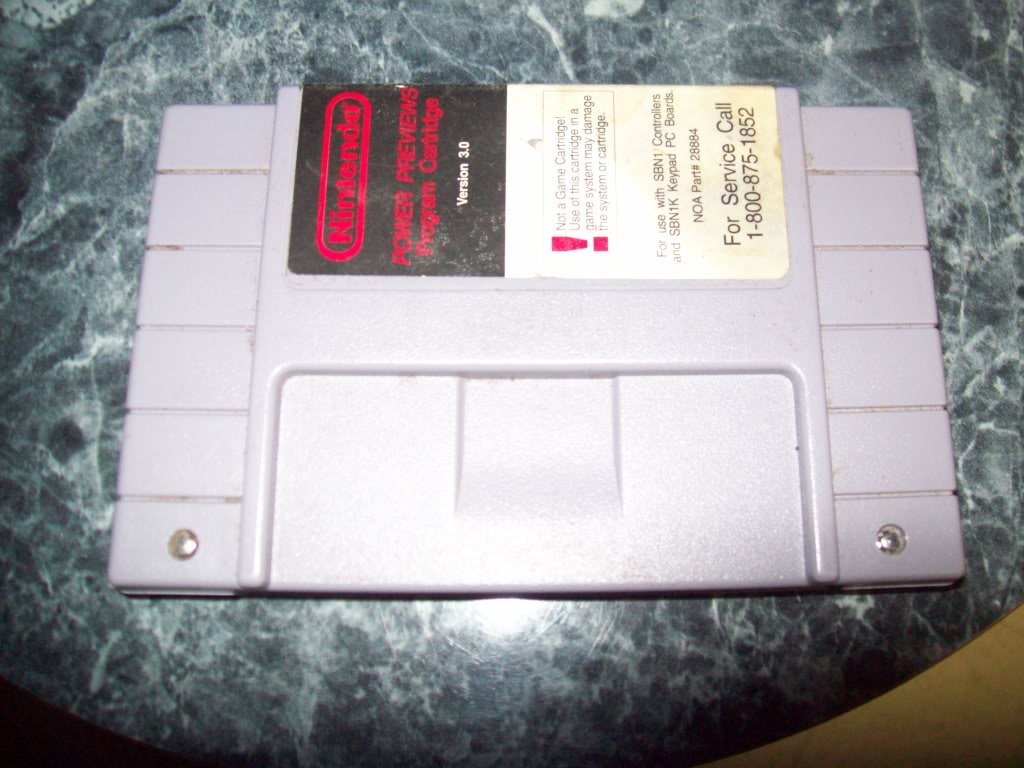 Nintendo
POWER PREVIEWS
Program Cartridge
Version 3.0
Not a Game Cartridge!
Use of this cartridge in a
game system may damage
the system or cartridge.
For use with SBN1 Controllers
and SBN1K Keypad PC Boards.
NOA Part# 28884
For Service Call
1-800-875-1852